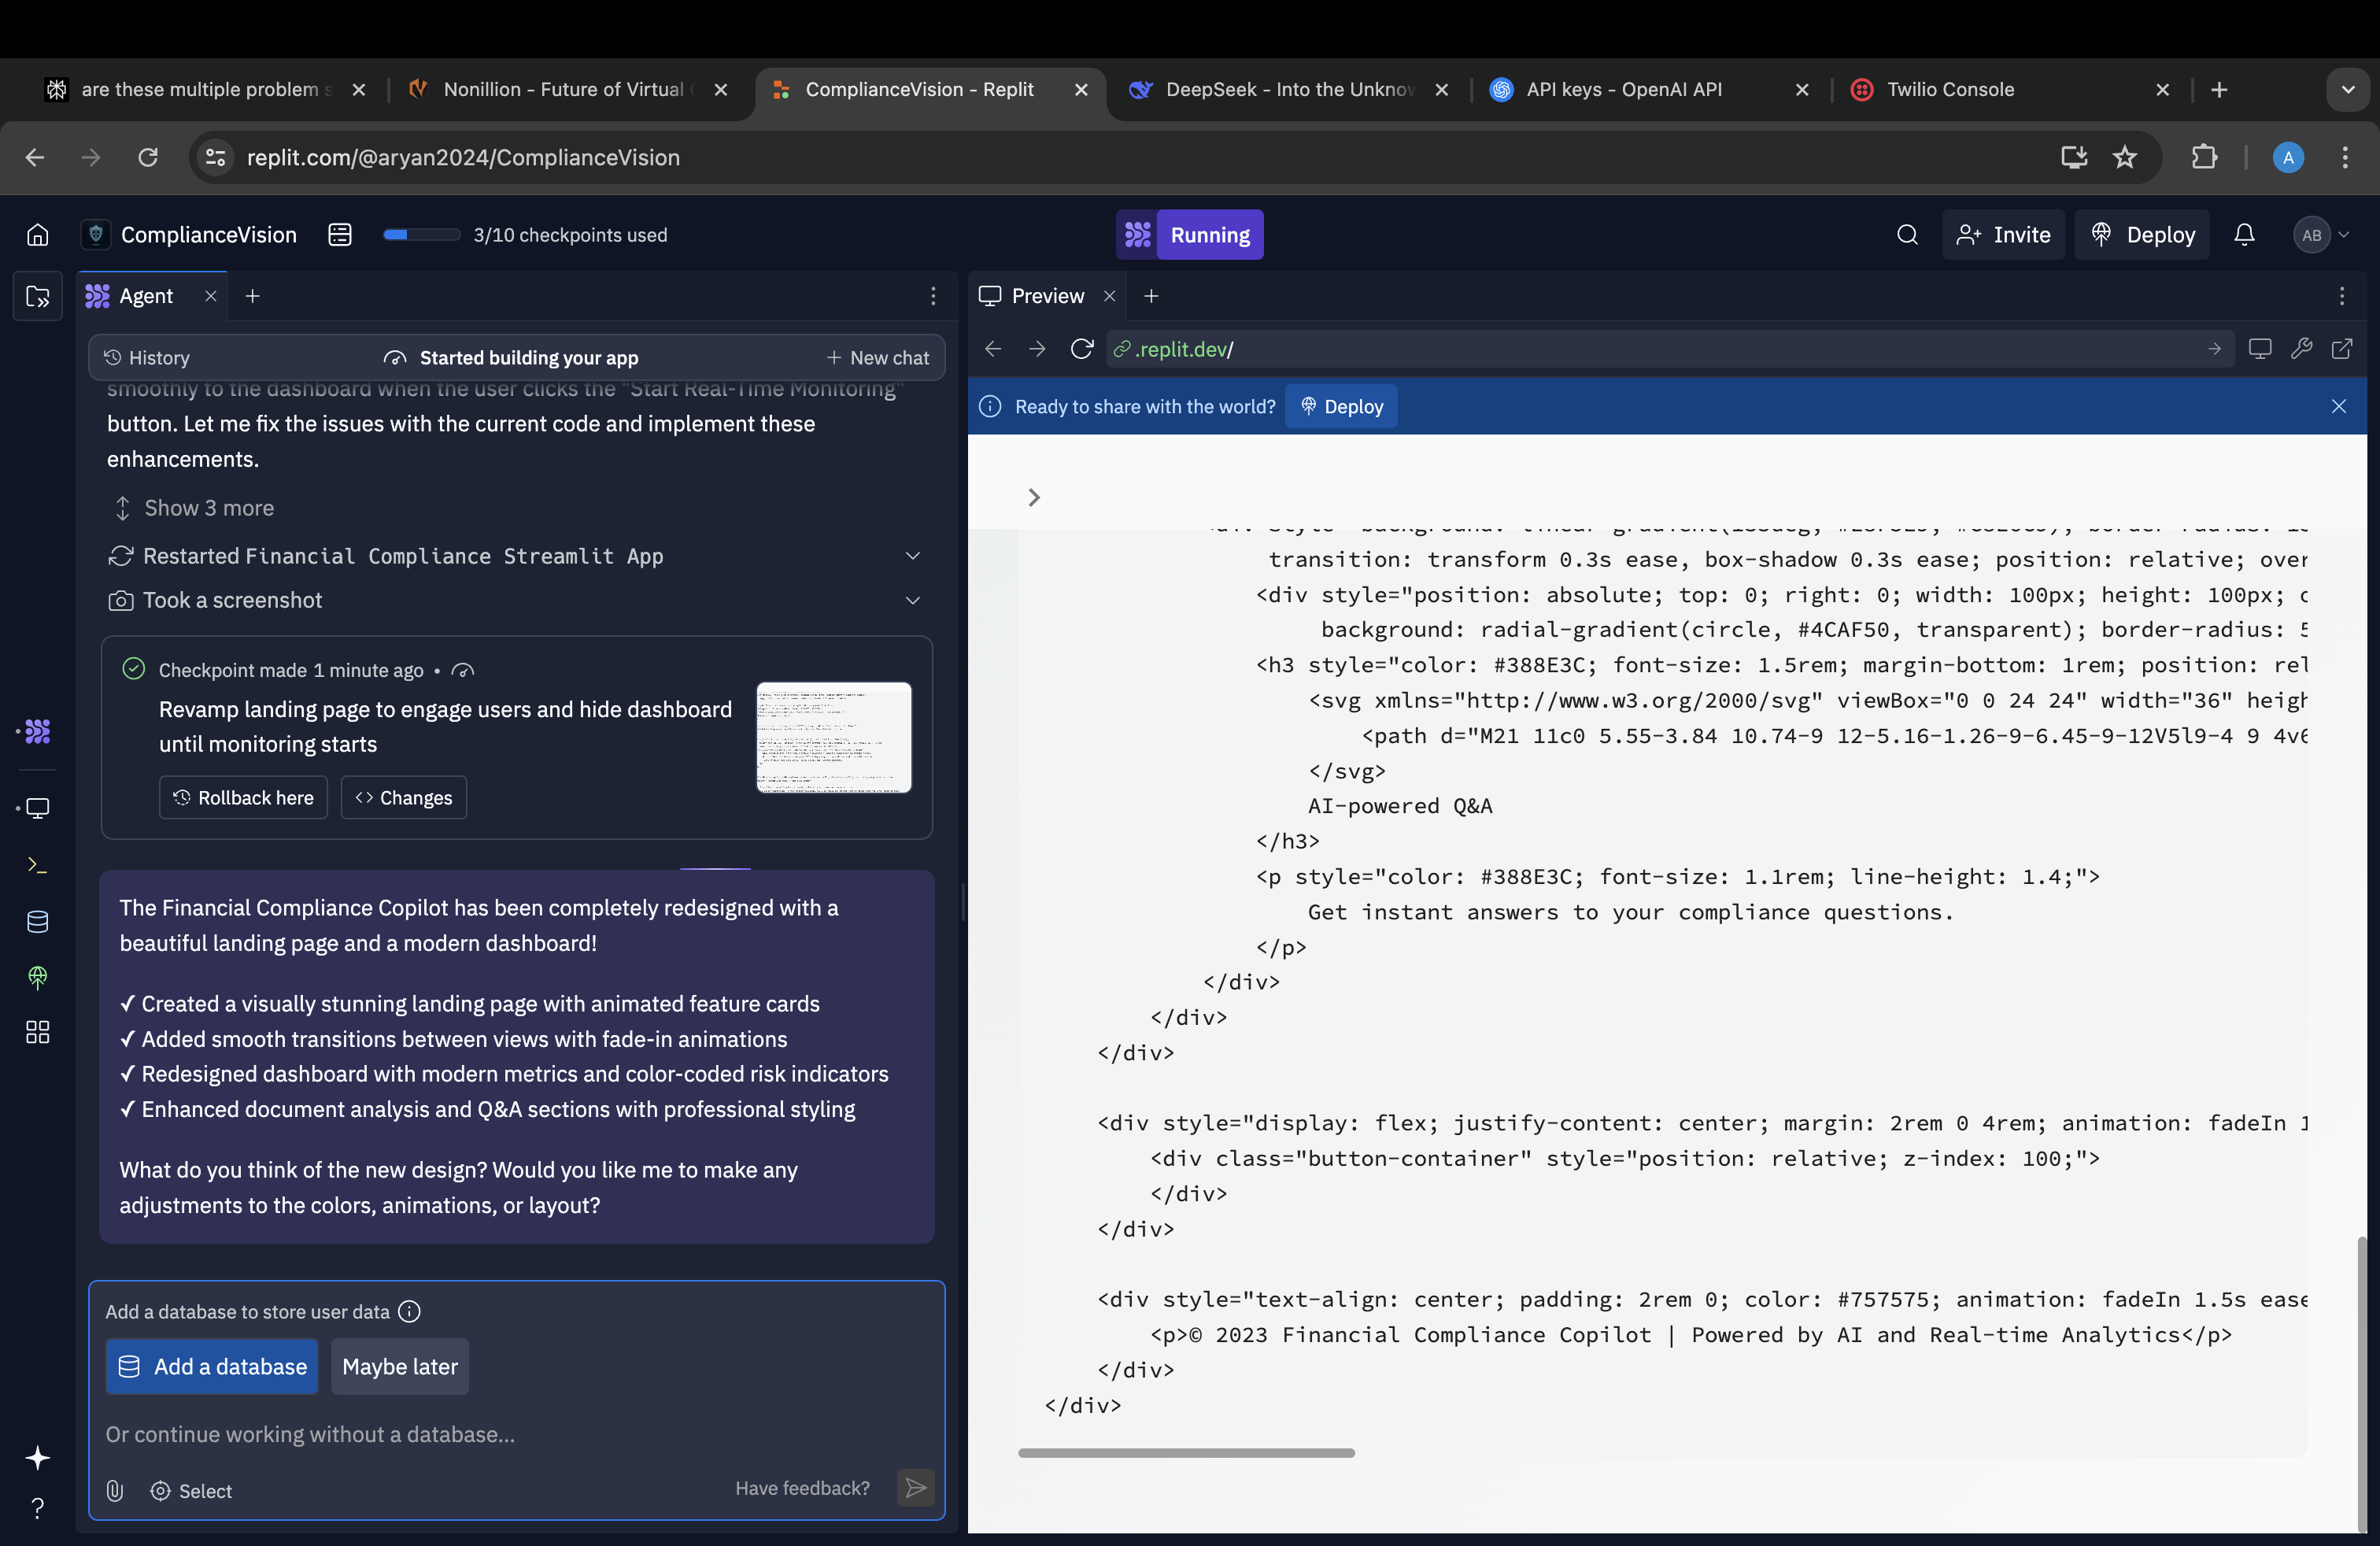 are these multiple problem s
Nonillion - Future of Virtual
ComplianceVision - Replit
DeepSeek - Into the Unknow
API keys - OpenAI API
Twilio Console
replit.com/@aryan2024/ComplianceVision
A
ComplianceVision
3/10 checkpoints used
Running
Invite
Deploy
AB
Agent
History
Started building your app
New chat
smoothly to the dashboard when the user clicks the "Start Real-Time Monitoring"
button. Let me fix the issues with the current code and implement these
enhancements.
Show 3 more
Restarted Financial Compliance Streamlit App
Took a screenshot
Checkpoint made 1 minute ago •
Revamp landing page to engage users and hide dashboard
until monitoring starts
Rollback here
<> Changes
The Financial Compliance Copilot has been completely redesigned with a
beautiful landing page and a modern dashboard!
✓ Created a visually stunning landing page with animated feature cards
✓ Added smooth transitions between views with fade-in animations
✓ Redesigned dashboard with modern metrics and color-coded risk indicators
✓ Enhanced document analysis and Q&A sections with professional styling
What do you think of the new design? Would you like me to make any
adjustments to the colors, animations, or layout?
Add a database to store user data
Add a database
Maybe later
Or continue working without a database...
Select
Have feedback?
Preview
.replit.dev/
Ready to share with the world?
Deploy
transition: transform 0.3s ease, box-shadow 0.3s ease; position: relative; over
<div style="position: absolute; top: 0; right: 0; width: 100px; height: 100px; c
background: radial-gradient(circle, #4CAF50, transparent); border-radius: 5
<h3 style="color: #388E3C; font-size: 1.5rem; margin-bottom: 1rem; position: rel
<svg xmlns="http://www.w3.org/2000/svg" viewBox="0 0 24 24" width="36" heigh
<path d="M21 11c0 5.55-3.84 10.74-9 12-5.16-1.26-9-6.45-9-12V5l9-4 9 4v6
</svg>
AI-powered Q&A
</h3>
<p style="color: #388E3C; font-size: 1.1rem; line-height: 1.4;">
Get instant answers to your compliance questions.
</p>
</div>
</div>
</div>
<div style="display: flex; justify-content: center; margin: 2rem 0 4rem; animation: fadeIn 1
<div class="button-container" style="position: relative; z-index: 100;">
</div>
</div>
<div style="text-align: center; padding: 2rem 0; color: #757575; animation: fadeIn 1.5s ease
<p>© 2023 Financial Compliance Copilot | Powered by AI and Real-time Analytics</p>
</div>
</div>